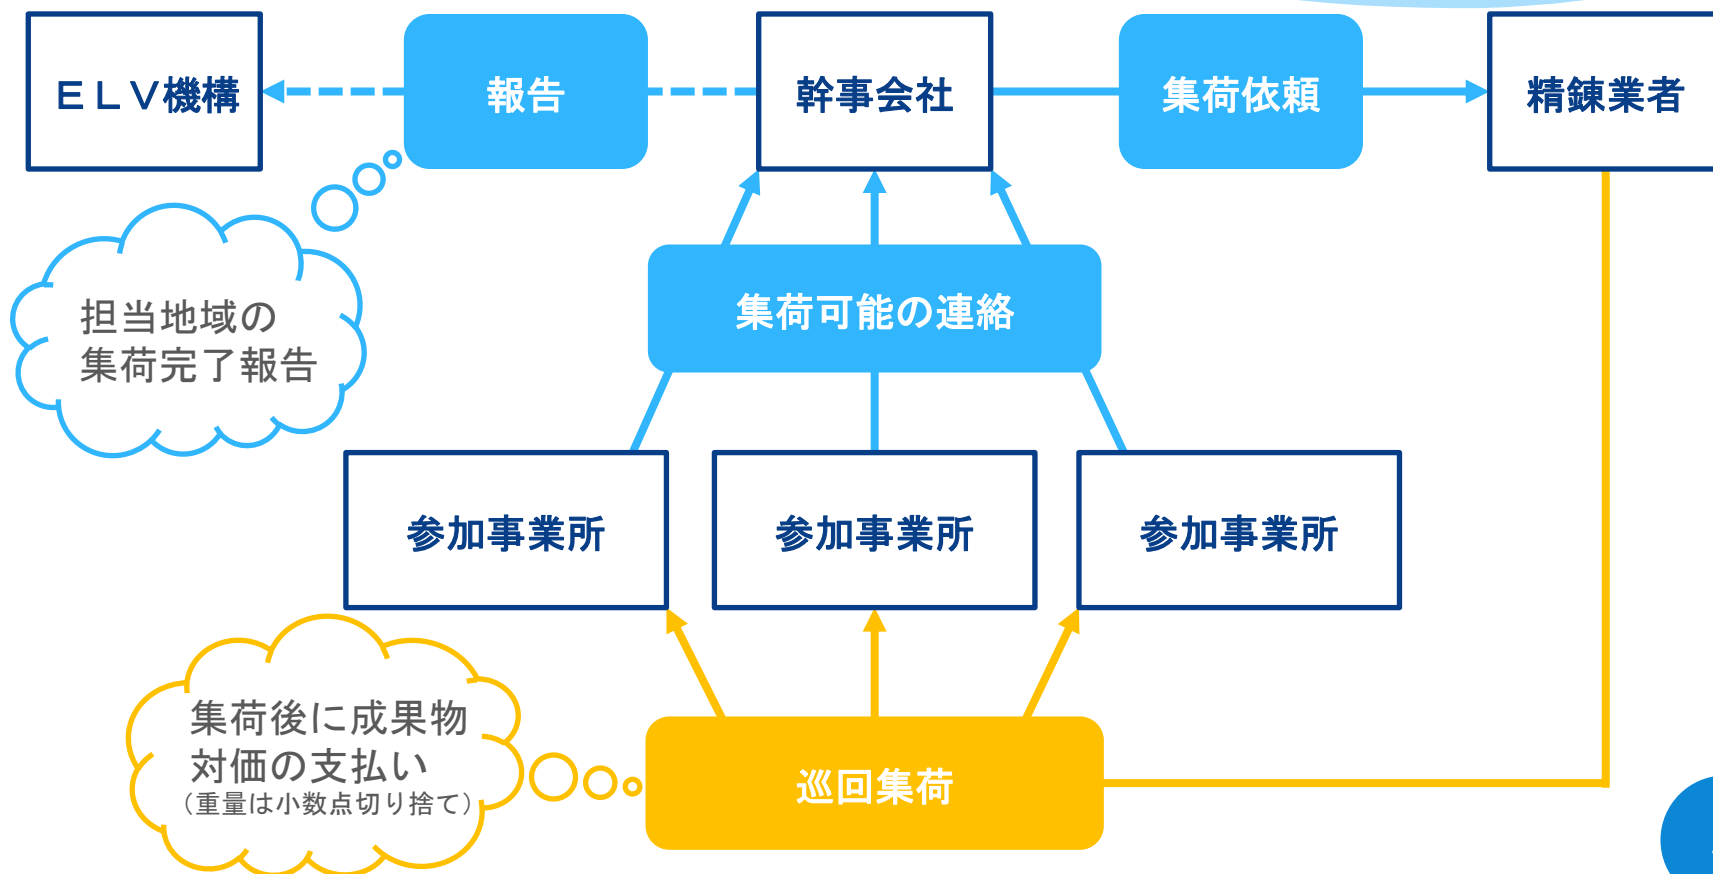 ＥＬＶ機構
報告
幹事会社
集荷依頼
精錬業者
担当地域の
集荷完了報告
集荷可能の連絡
参加事業所
参加事業所
参加事業所
集荷後に成果物
対価の支払い
（重量は小数点切り捨て）
巡回集荷